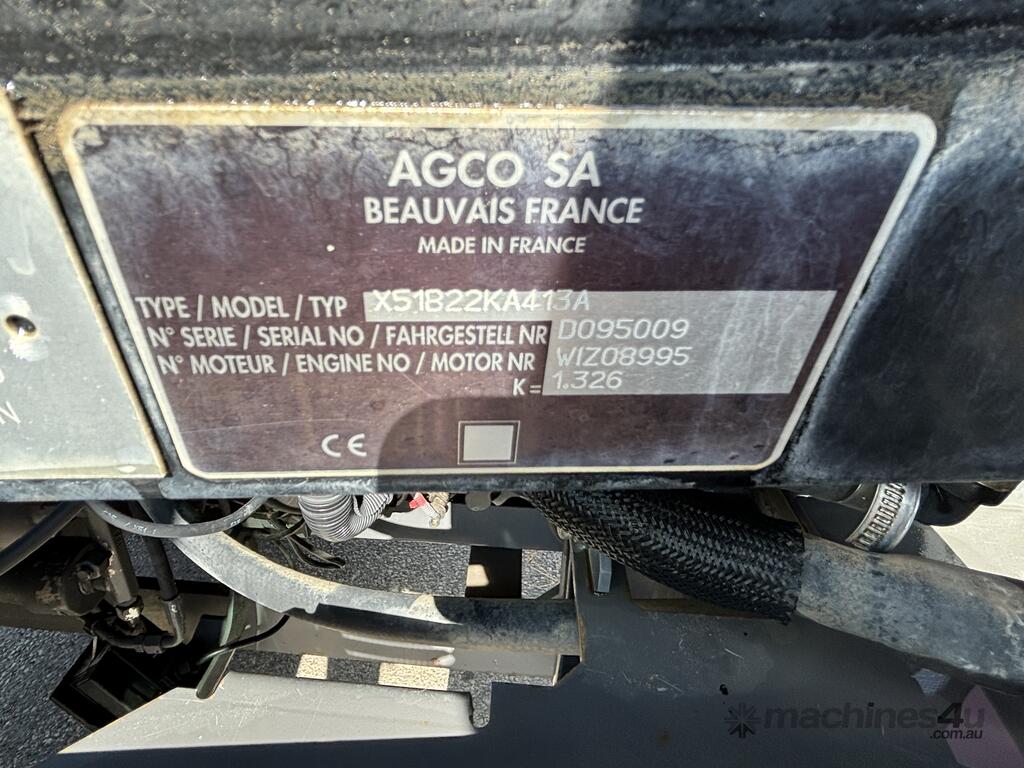 AGCO SA
BEAUVAIS FRANCE
MADE IN FRANCE
TYPE / MODEL / TYP X51B22KA413A
N° SERIE / SERIAL NO / FAHRGESTELL NR D095009
N° MOTEUR / ENGINE NO / MOTOR NR WIZ08995
K= 1.326
CE
machines4u
.com.au